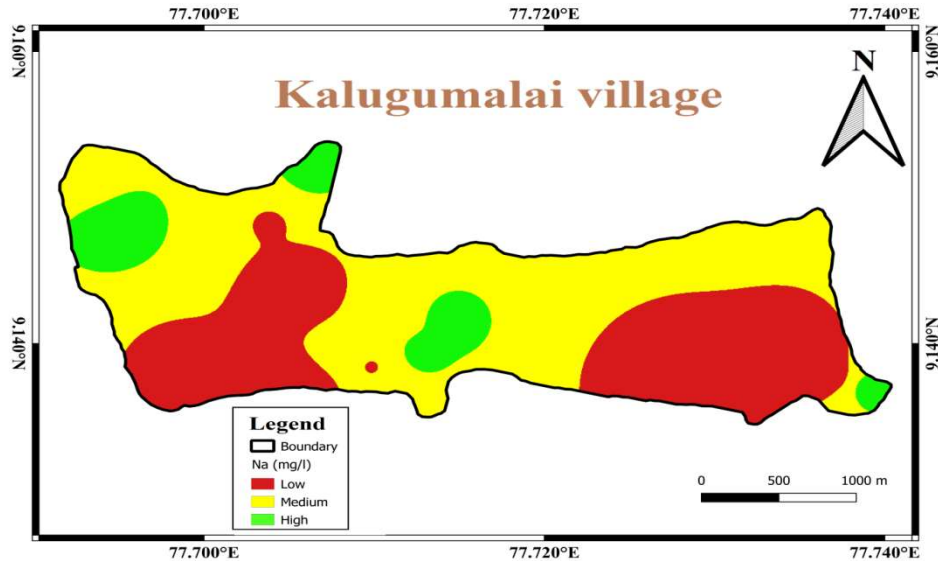 77.700°E 77.720°E 77.740°E
9.160°N 9.160°N
N
Kalugumalai village
9.140°N 9.140°N
Legend
Boundary
Na (mg/l)
Low
Medium
High
0 500 1000 m
77.700°E 77.720°E 77.740°E